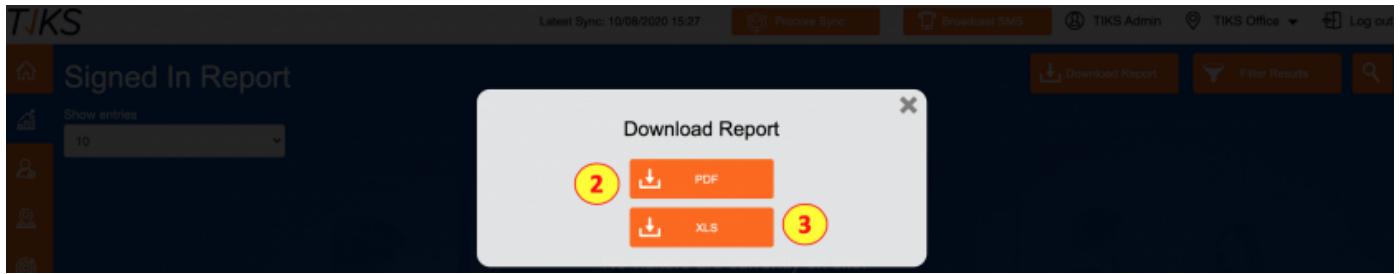 TIKS
Latest Sync: 10/08/2020 15:27
Procore Sync
Broadcast SMS
TIKS Admin
TIKS Office
Log out
Signed In Report
Download Report
Filter Results
Show entries
10
Download Report
2
PDF
XLS
3